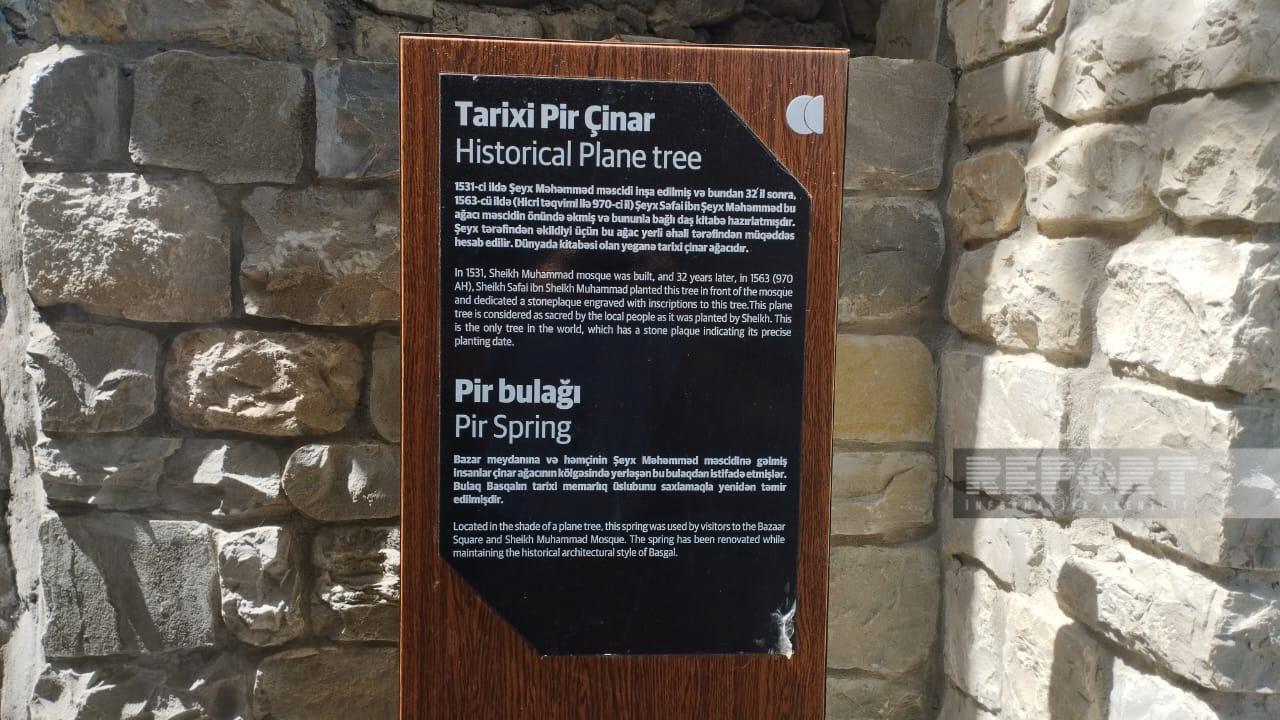 Tarixi Pir Çinar
Historical Plane tree
1531-ci ildə Şeyx Məhəmməd məscidi inşa edilmiş və bundan 32 il sonra,
1563-cü ildə (Hicri təqvimi ilə 970-ci il) Şeyx Səfai ibn Şeyx Məhəmməd bu
ağacı məscidin önündə əkmiş və bununla bağlı daş kitabə hazırlatmışdır.
Şeyx tərəfindən əkildiyi üçün bu ağac yerli əhali tərəfindən müqəddəs
hesab edilir. Dünyada kitabəsi olan yeganə tarixi çinar ağacıdır.
In 1531, Sheikh Muhammad mosque was built, and 32 years later, in 1563 (970
AH), Sheikh Safai ibn Sheikh Muhammad planted this tree in front of the mosque
and dedicated a stoneplaque engraved with inscriptions to this tree.This plane
tree is considered as sacred by the local people as it was planted by Sheikh. This
is the only tree in the world, which has a stone plaque indicating its precise
planting date.
Pir bulağı
Pir Spring
Bazar meydanına və həmçinin Şeyx Məhəmməd məscidinə gəlmiş
insanlar çinar ağacının kölgəsində yerləşən bu bulaqdan istifadə etmişlər.
Bulaq Basqalın tarixi memarlıq üslubunu saxlamaqla yenidən təmir
edilmişdir.
Located in the shade of a plane tree, this spring was used by visitors to the Bazaar
Square and Sheikh Muhammad Mosque. The spring has been renovated while
maintaining the historical architectural style of Basgal.
REPORT